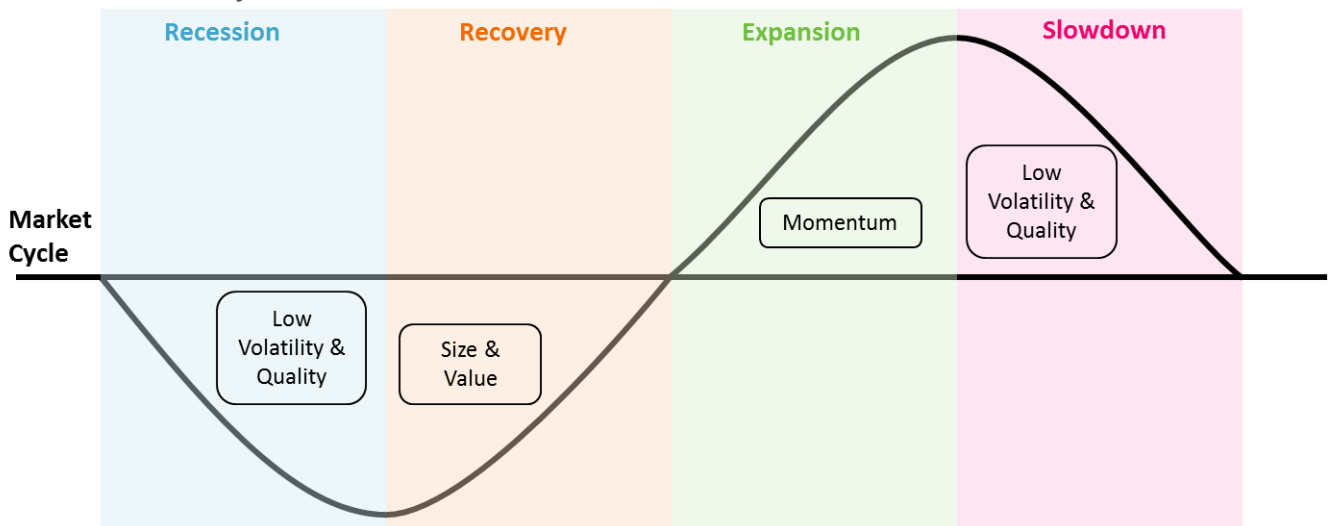 Recession
Recovery
Expansion
Slowdown
Market
Cycle
Low
Volatility &
Quality
Size &
Value
Momentum
Low
Volatility &
Quality